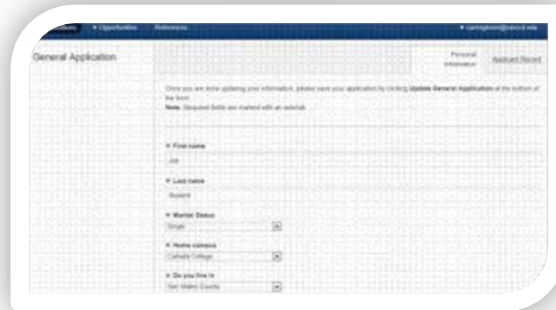 Opportunities References
General Application
Personal Information
Applicant Record
Once you are done updating your information, please save your application by clicking Update General Application at the bottom of
the form.
Note: Required fields are marked with an asterisk.
* First name
* Last name
Student
* Marital Status
Single
* Home campus
Cañada College
* Do you live in
San Mateo County